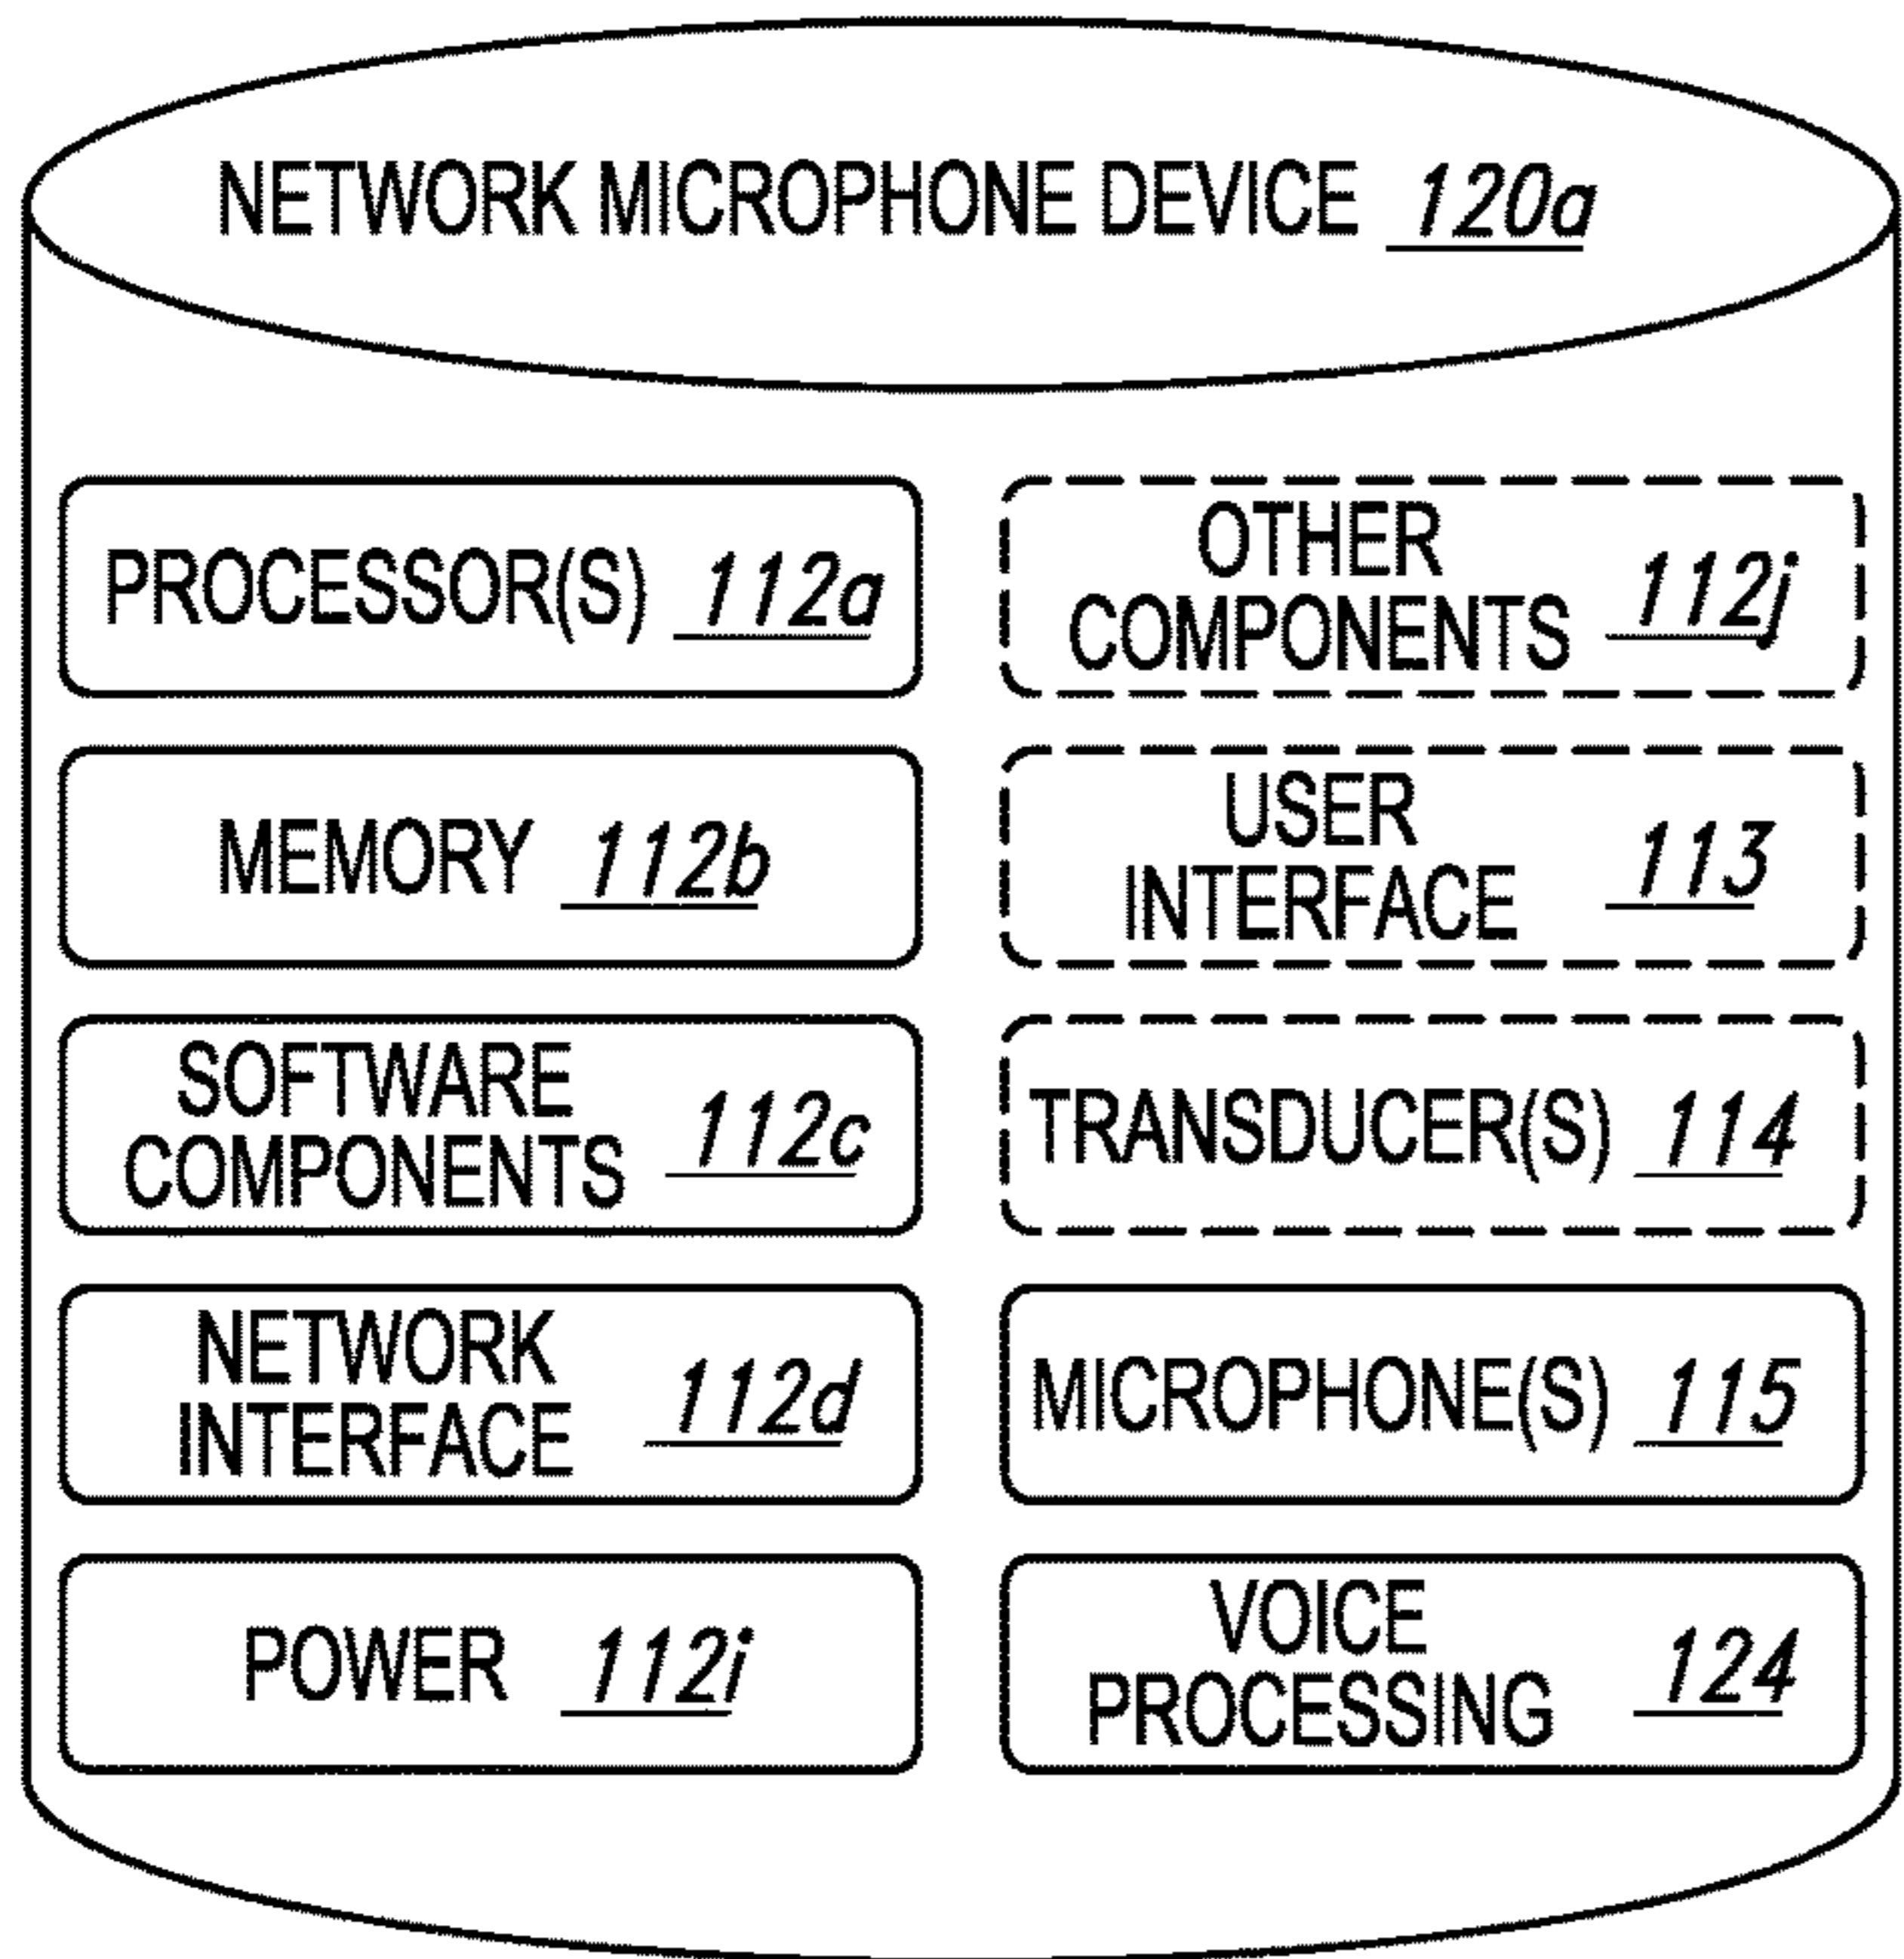 NETWORK MICROPHONE DEVICE 120a
PROCESSOR(S) 112a
MEMORY 112b
SOFTWARE
COMPONENTS 112c
NETWORK
INTERFACE 112d
POWER 112i
OTHER
COMPONENTS 112j
USER
INTERFACE 113
TRANSDUCER(S) 114
MICROPHONE(S) 115
VOICE
PROCESSING 124